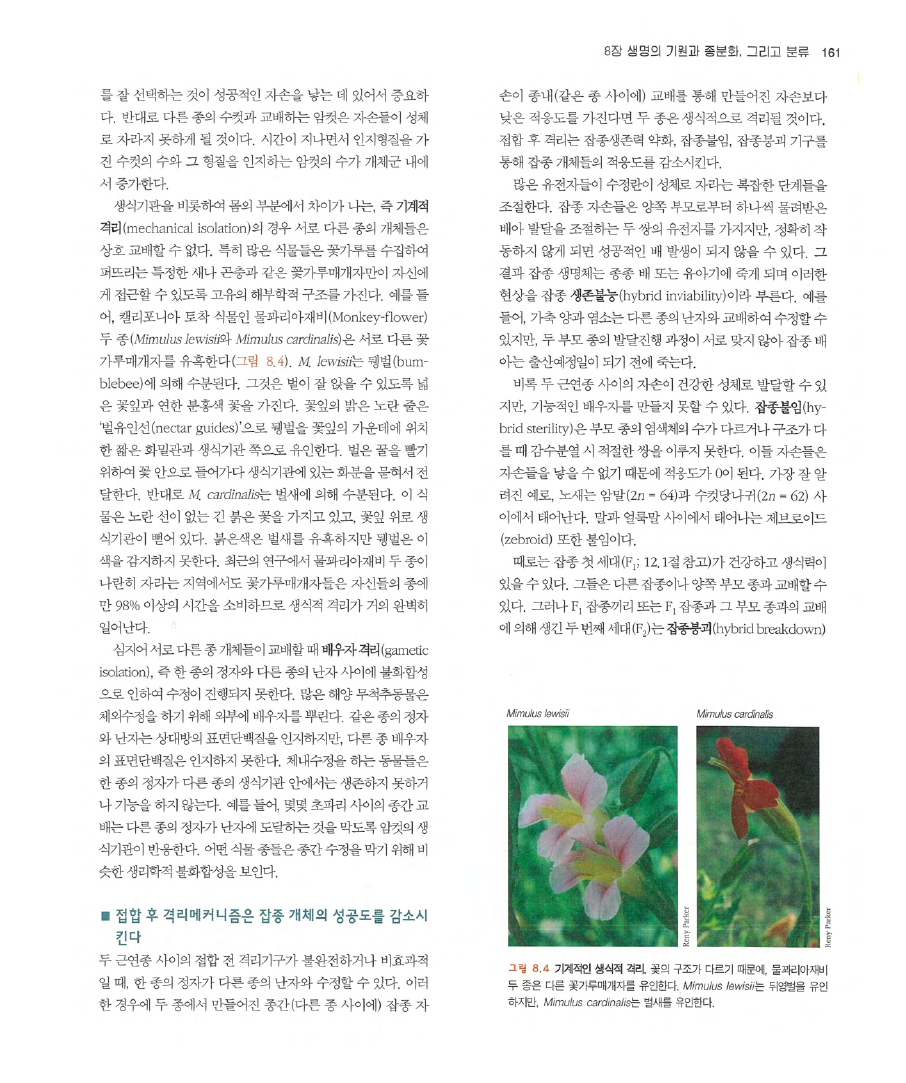 8장 생명의 기원과 종분화, 그리고 분류 161
를 잘 선택하는 것이 성공적인 자손을 낳는 데 있어서 중요하
다. 반대로 다른 종의 수컷과 교배하는 암컷은 자손들이 성체
로 자라지 못하게 될 것이다. 시간이 지나면서 인지형질을 가
진 수컷의 수와 그 형질을 인지하는 암컷의 수가 개체군 내에
서 증가한다.
생식기관을 비롯하여 몸의 부분에서 차이가 나는, 즉 기계적
격리(mechanical isolation)의 경우 서로 다른 종의 개체들은
상호 교배할 수 없다. 특히 많은 식물들은 꽃가루를 수집하여
퍼뜨리는 특정한 새나 곤충과 같은 꽃가루매개자만이 자신에
게 접근할 수 있도록 고유의 해부학적 구조를 가진다. 예를 들
어, 캘리포니아 토착 식물인 물꽈리아재비(Monkey-flower)
두 종(Mimulus lewisii와 Mimulus cardinalis)은 서로 다른 꽃
가루매개자를 유혹한다(그림 8.4). M. lewisii는 뒝벌(bum-
blebee)에 의해 수분된다. 그것은 벌이 잘 앉을 수 있도록 넓
은 꽃잎과 연한 분홍색 꽃을 가진다. 꽃잎의 밝은 노란 줄은
'벌유인선(nectar guides)'으로 뒝벌을 꽃잎의 가운데에 위치
한 짧은 화밀관과 생식기관 쪽으로 유인한다. 벌은 꿀을 빨기
위하여 꽃 안으로 들어가다 생식기관에 있는 화분을 묻혀서 전
달한다. 반대로 M. cardinalis는 벌새에 의해 수분된다. 이 식
물은 노란 선이 없는 긴 붉은 꽃을 가지고 있고, 꽃잎 위로 생
식기관이 뻗어 있다. 붉은색은 벌새를 유혹하지만 뒝벌은 이
색을 감지하지 못한다. 최근의 연구에서 물꽈리아재비 두 종이
나란히 자라는 지역에서도 꽃가루매개자들은 자신들의 종에
만 98% 이상의 시간을 소비하므로 생식적 격리가 거의 완벽히
일어난다.
심지어 서로 다른 종 개체들이 교배할 때 배우자 격리(gametic
isolation), 즉 한 종의 정자와 다른 종의 난자 사이에 불화합성
으로 인하여 수정이 진행되지 못한다. 많은 해양 무척추동물은
체외수정을 하기 위해 외부에 배우자를 뿌린다. 같은 종의 정자
와 난자는 상대방의 표면단백질을 인지하지만, 다른 종 배우자
의 표면단백질은 인지하지 못한다. 체내수정을 하는 동물들은
한 종의 정자가 다른 종의 생식기관 안에서는 생존하지 못하거
나 기능을 하지 않는다. 예를 들어, 몇몇 초파리 사이의 종간 교
배는 다른 종의 정자가 난자에 도달하는 것을 막도록 암컷의 생
식기관이 반응한다. 어떤 식물 종들은 종간 수정을 막기 위해 비
슷한 생리학적 불화합성을 보인다.
■ 접합 후 격리메커니즘은 잡종 개체의 성공도를 감소시
킨다
두 근연종 사이의 접합 전 격리기구가 불완전하거나 비효과적
일 때, 한 종의 정자가 다른 종의 난자와 수정할 수 있다. 이러
한 경우에 두 종에서 만들어진 종간(다른 종 사이에) 잡종 자
손이 종내(같은 종 사이에) 교배를 통해 만들어진 자손보다
낮은 적응도를 가진다면 두 종은 생식적으로 격리될 것이다.
접합 후 격리는 잡종생존력 약화, 잡종불임, 잡종붕괴 기구를
통해 잡종 개체들의 적응도를 감소시킨다.
많은 유전자들이 수정란이 성체로 자라는 복잡한 단계들을
조절한다. 잡종 자손들은 양쪽 부모로부터 하나씩 물려받은
배아 발달을 조절하는 두 쌍의 유전자를 가지지만, 정확히 작
동하지 않게 되면 성공적인 배 발생이 되지 않을 수 있다. 그
결과 잡종 생명체는 종종 배 또는 유아기에 죽게 되며 이러한
현상을 잡종 생존불능(hybrid inviability)이라 부른다. 예를
들어, 가축 양과 염소는 다른 종의 난자와 교배하여 수정할 수
있지만, 두 부모 종의 발달진행 과정이 서로 맞지 않아 잡종 배
아는 출산예정일이 되기 전에 죽는다.
비록 두 근연종 사이의 자손이 건강한 성체로 발달할 수 있
지만, 기능적인 배우자를 만들지 못할 수 있다. 잡종불임(hy-
brid sterility)은 부모 종의 염색체의 수가 다르거나 구조가 다
를 때 감수분열 시 적절한 쌍을 이루지 못한다. 이들 자손들은
자손들을 낳을 수 없기 때문에 적응도가 0이 된다. 가장 잘 알
려진 예로, 노새는 암말(2n = 64)과 수컷당나귀(2n = 62) 사
이에서 태어난다. 말과 얼룩말 사이에서 태어나는 제브로이드
(zebroid) 또한 불임이다.
때로는 잡종 첫 세대(F₁; 12.1절 참고)가 건강하고 생식력이
있을 수 있다. 그들은 다른 잡종이나 양쪽 부모 종과 교배할 수
있다. 그러나 F₁ 잡종끼리 또는 F₁ 잡종과 그 부모 종과의 교배
에 의해 생긴 두 번째 세대(F₂)는 잡종붕괴(hybrid breakdown)
Mimulus lewisii
Mimulus cardinalis
Reny Parker
Reny Parker
그림 8.4 기계적인 생식적 격리. 꽃의 구조가 다르기 때문에, 물꽈리아재비
두 종은 다른 꽃가루매개자를 유인한다. Mimulus lewisii는 뒤영벌을 유인
하지만, Mimulus cardinalis는 벌새를 유인한다.